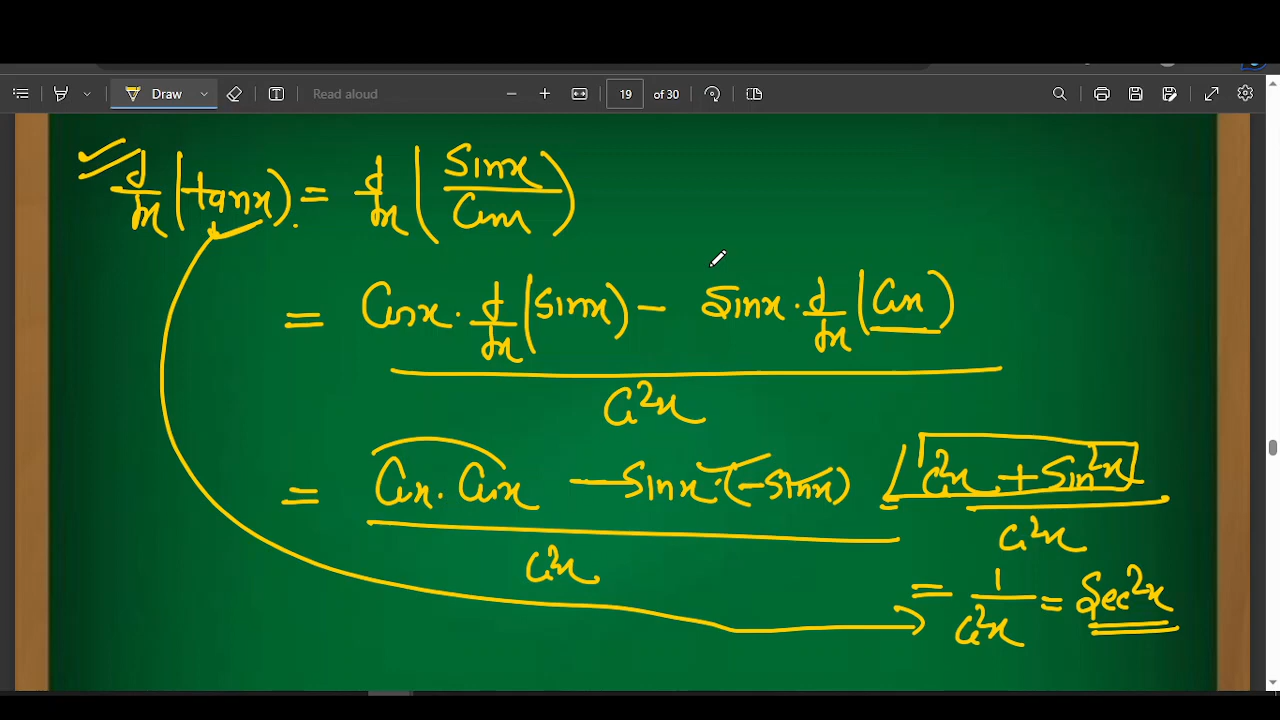 Draw Read aloud 19 of 30
d/dx (tanx) = d/dx (Sinx/Cosx)
= Cosx · d/dx (Sinx) − Sinx · d/dx (Cosx)
Cos²x
= Cosx · Cosx − Sinx · (−Sinx) = Cos²x + Sin²x
Cos²x Cos²x
= 1/Cos²x = Sec²x